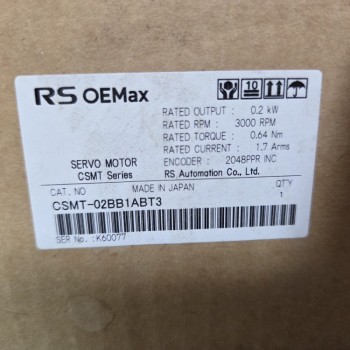 RS OEMax
10
RATED OUTPUT : 0.2 kW
RATED RPM : 3000 RPM
RATED TORQUE : 0.64 Nm
RATED CURRENT : 1.7 Arms
SERVO MOTOR
ENCODER : 2048PPR INC
CSMT Series
RS Automation Co., Ltd.
CAT. NO
MADE IN JAPAN
QTY
CSMT-02BB1ABT3
1
SER No. :K60077